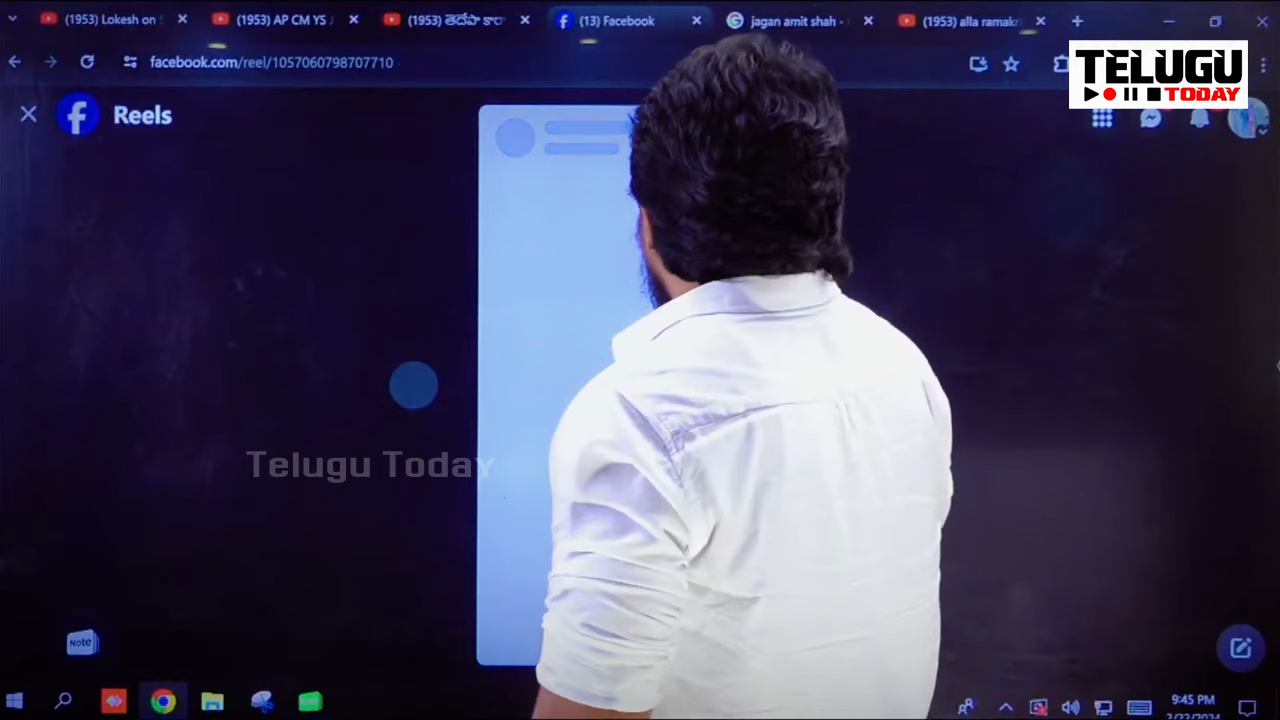 (1953) Lokesh on
(1953) AP CM YS
(1953) తెదేపా
(13) Facebook
jagan amit shah -
(1953) alla ramakr
facebook.com/reel/1057060798707710
TELUGU
TODAY
Reels
Telugu Today
Note
9:45 PM